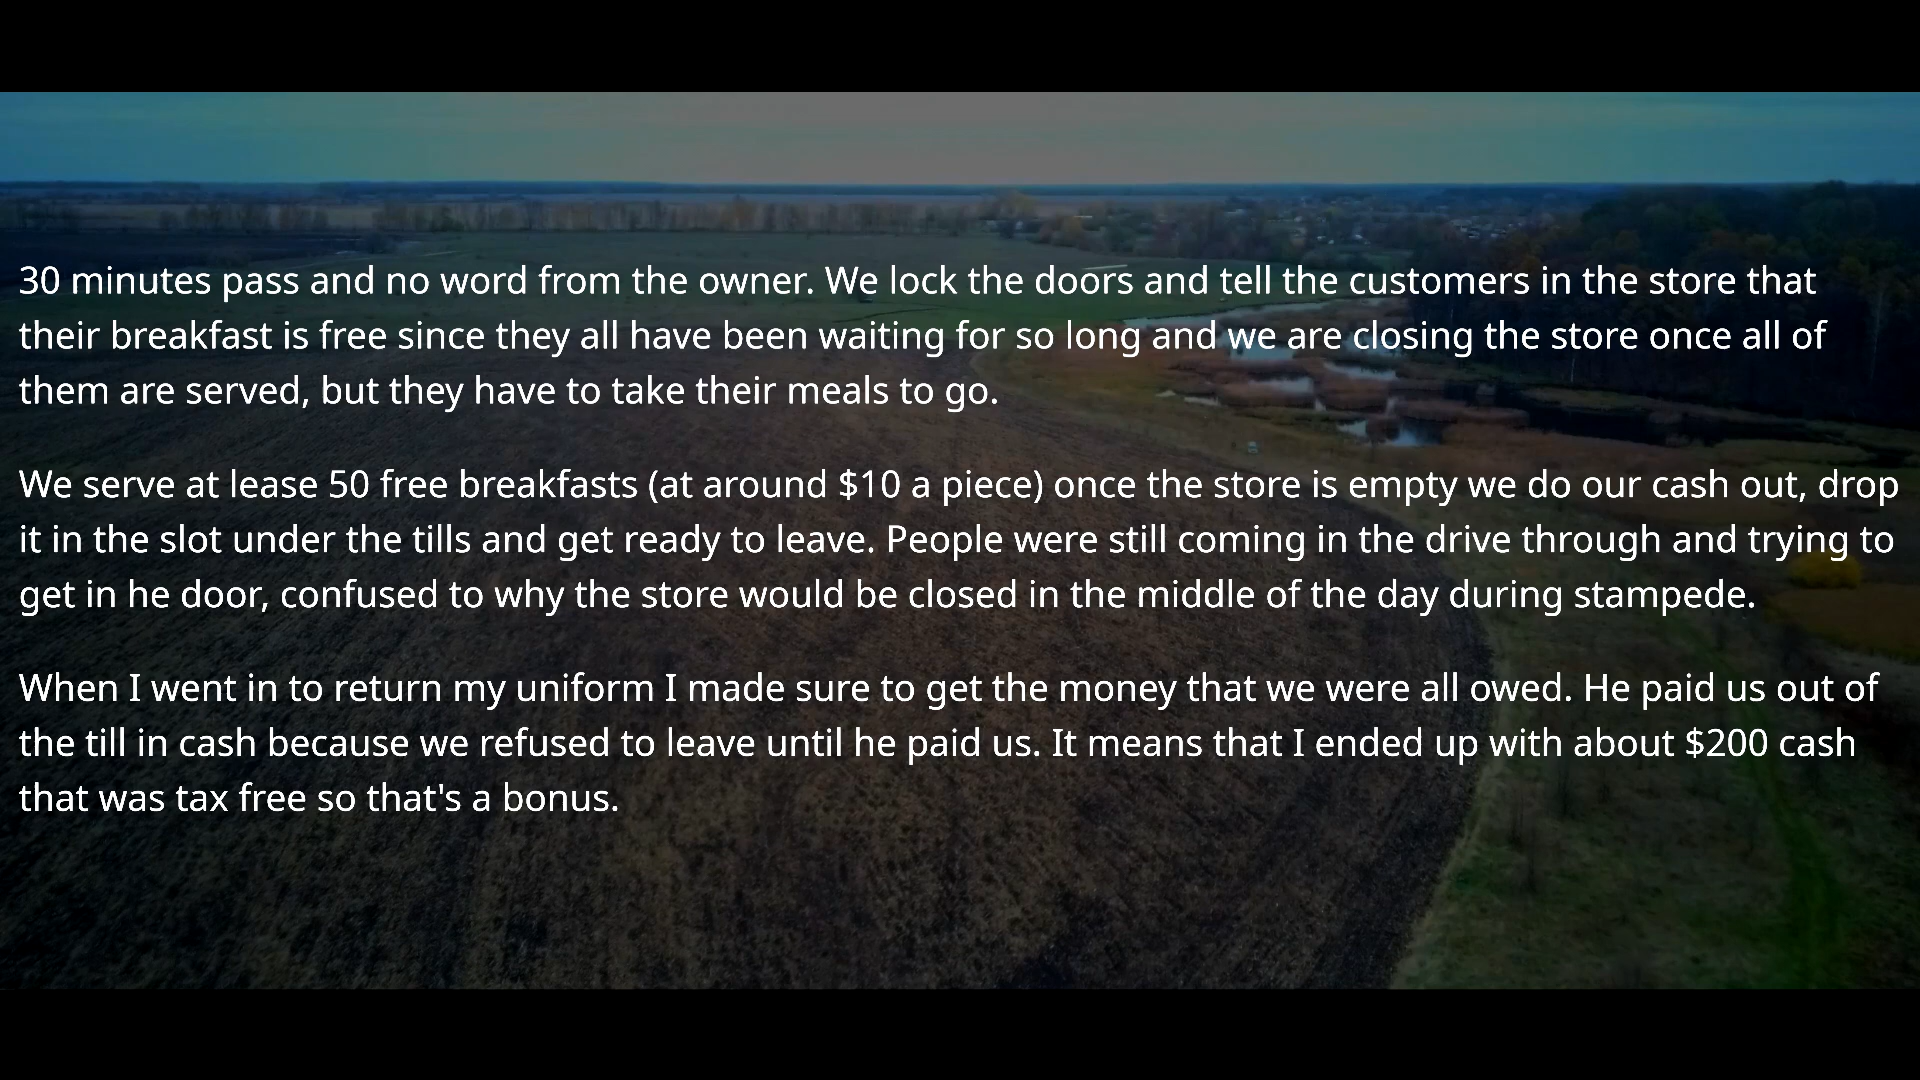 30 minutes pass and no word from the owner. We lock the doors and tell the customers in the store that
their breakfast is free since they all have been waiting for so long and we are closing the store once all of
them are served, but they have to take their meals to go.
We serve at lease 50 free breakfasts (at around $10 a piece) once the store is empty we do our cash out, drop
it in the slot under the tills and get ready to leave. People were still coming in the drive through and trying to
get in he door, confused to why the store would be closed in the middle of the day during stampede.
When I went in to return my uniform I made sure to get the money that we were all owed. He paid us out of
the till in cash because we refused to leave until he paid us. It means that I ended up with about $200 cash
that was tax free so that's a bonus.